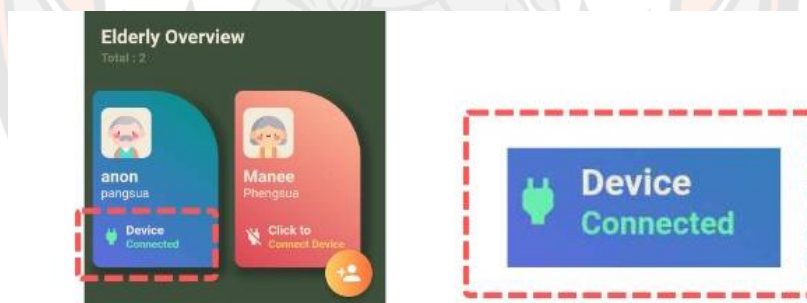 Elderly Overview
Total : 2
anon
pangsua
Device
Connected
Manee
Phengsua
Click to
Connect Device
Device
Connected